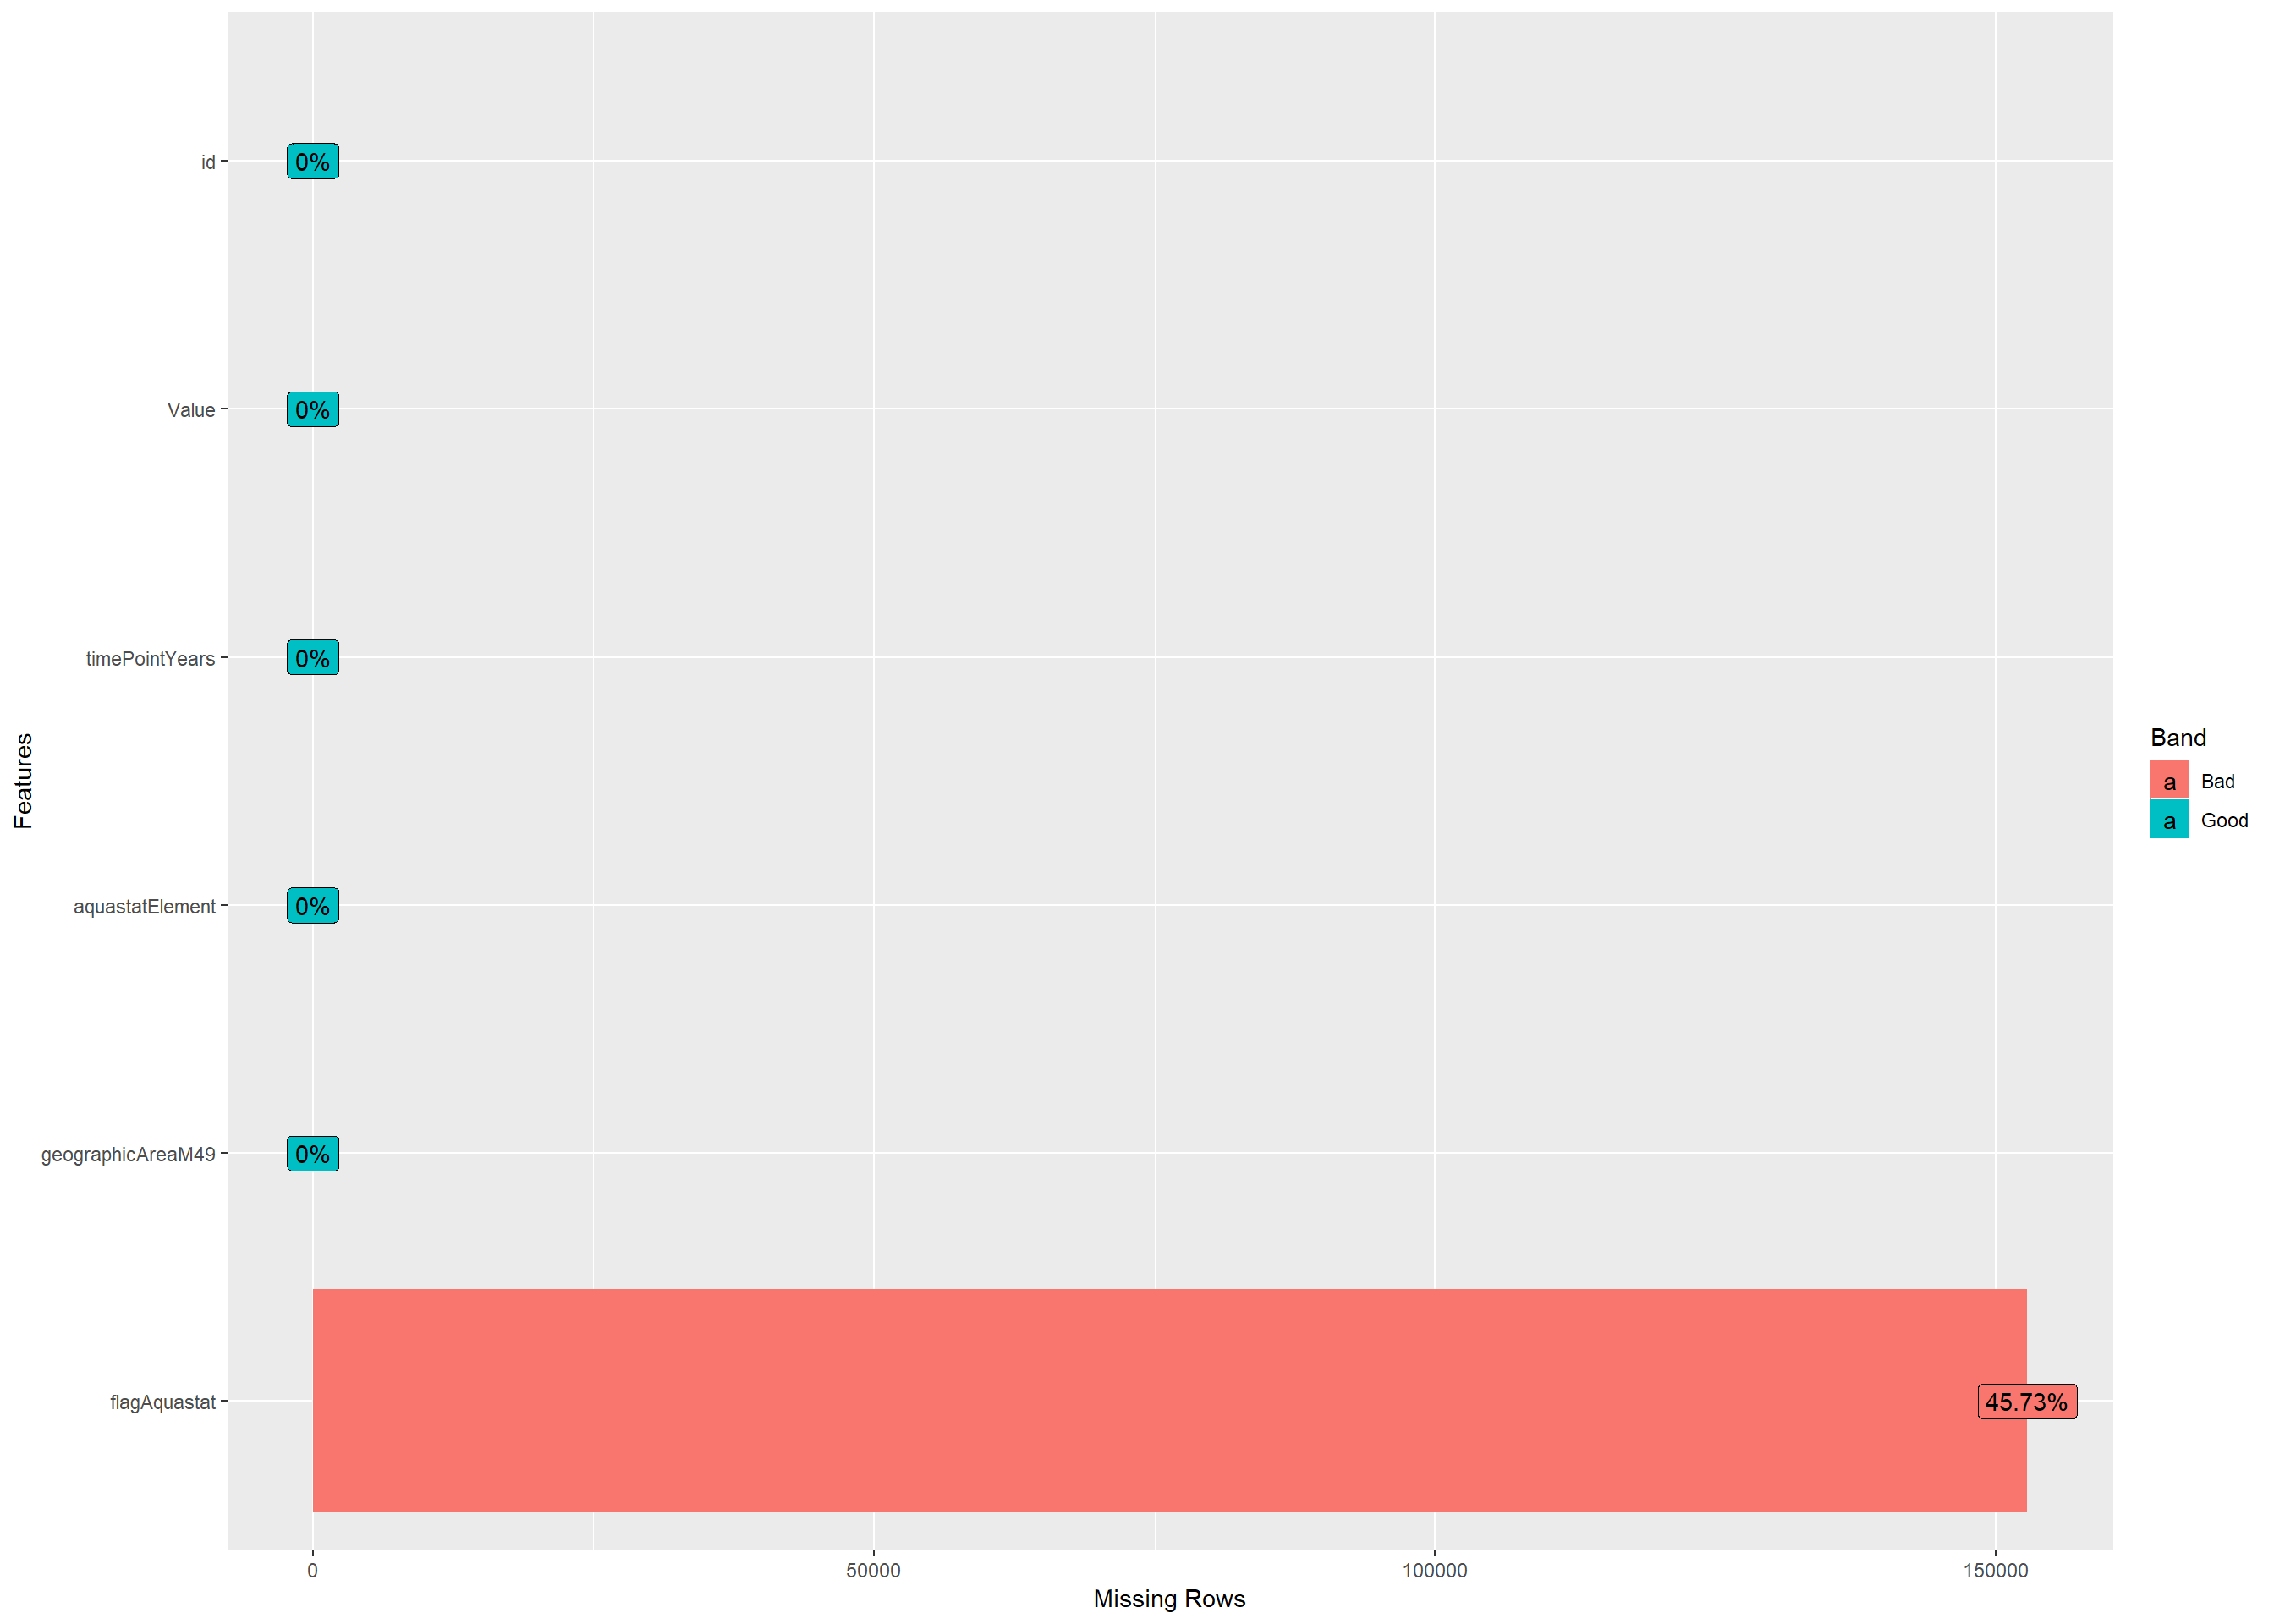 id
0%
Value
0%
timePointYears
0%
Features
Band
a Bad
a Good
aquastatElement
0%
geographicAreaM49
0%
flagAquastat
45.73%
0
50000
100000
150000
Missing Rows